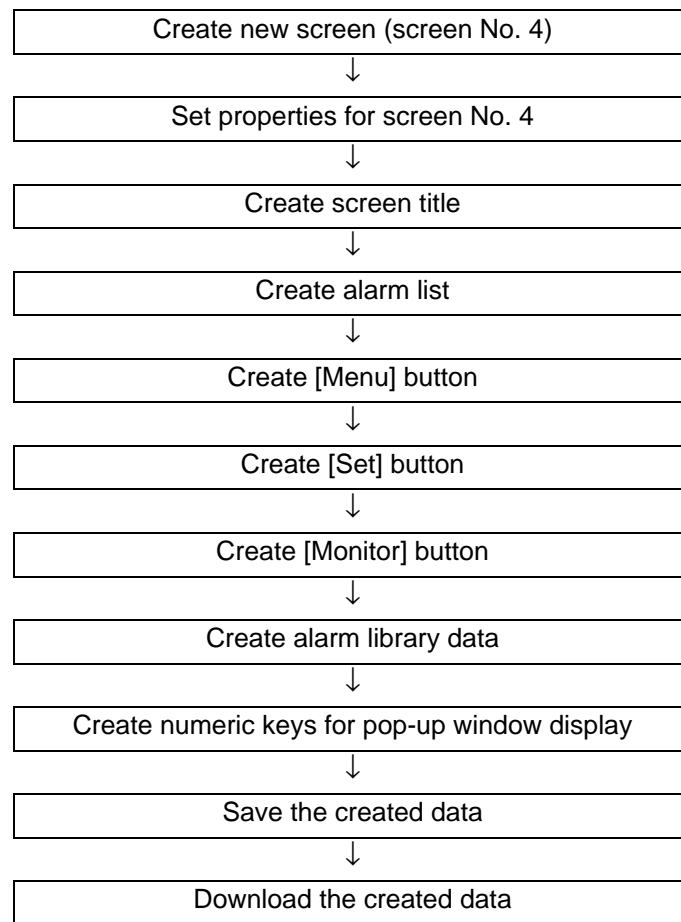 Create new screen (screen No. 4)
↓
Set properties for screen No. 4
↓
Create screen title
↓
Create alarm list
↓
Create [Menu] button
↓
Create [Set] button
↓
Create [Monitor] button
↓
Create alarm library data
↓
Create numeric keys for pop-up window display
↓
Save the created data
↓
Download the created data